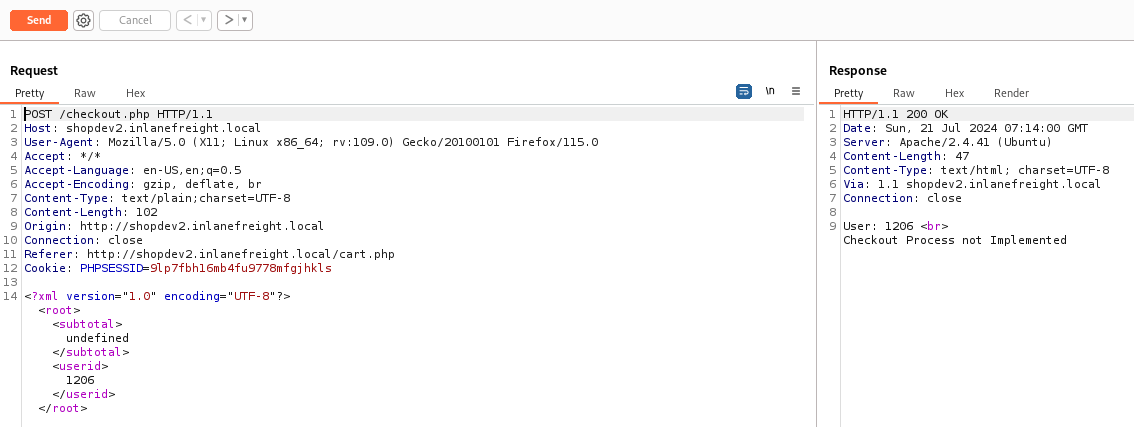 Send Cancel < >
Request
Pretty Raw Hex \n
1 POST /checkout.php HTTP/1.1
2 Host: shopdev2.inlanefreight.local
3 User-Agent: Mozilla/5.0 (X11; Linux x86_64; rv:109.0) Gecko/20100101 Firefox/115.0
4 Accept: */*
5 Accept-Language: en-US,en;q=0.5
6 Accept-Encoding: gzip, deflate, br
7 Content-Type: text/plain;charset=UTF-8
8 Content-Length: 102
9 Origin: http://shopdev2.inlanefreight.local
10 Connection: close
11 Referer: http://shopdev2.inlanefreight.local/cart.php
12 Cookie: PHPSESSID=9lp7fbh16mb4fu9778mfgjhkls
13
14 <?xml version="1.0" encoding="UTF-8"?>
<root>
<subtotal>
undefined
</subtotal>
<userid>
1206
</userid>
</root>
Response
Pretty Raw Hex Render
1 HTTP/1.1 200 OK
2 Date: Sun, 21 Jul 2024 07:14:00 GMT
3 Server: Apache/2.4.41 (Ubuntu)
4 Content-Length: 47
5 Content-Type: text/html; charset=UTF-8
6 Via: 1.1 shopdev2.inlanefreight.local
7 Connection: close
8
9 User: 1206 <br>
Checkout Process not Implemented